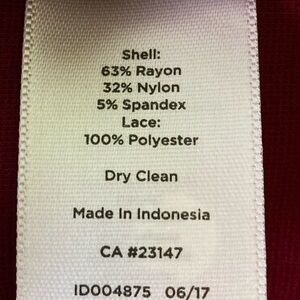 Shell:
63% Rayon
32% Nylon
5% Spandex
Lace:
100% Polyester
Dry Clean
Made In Indonesia
CA #23147
ID004875 06/17